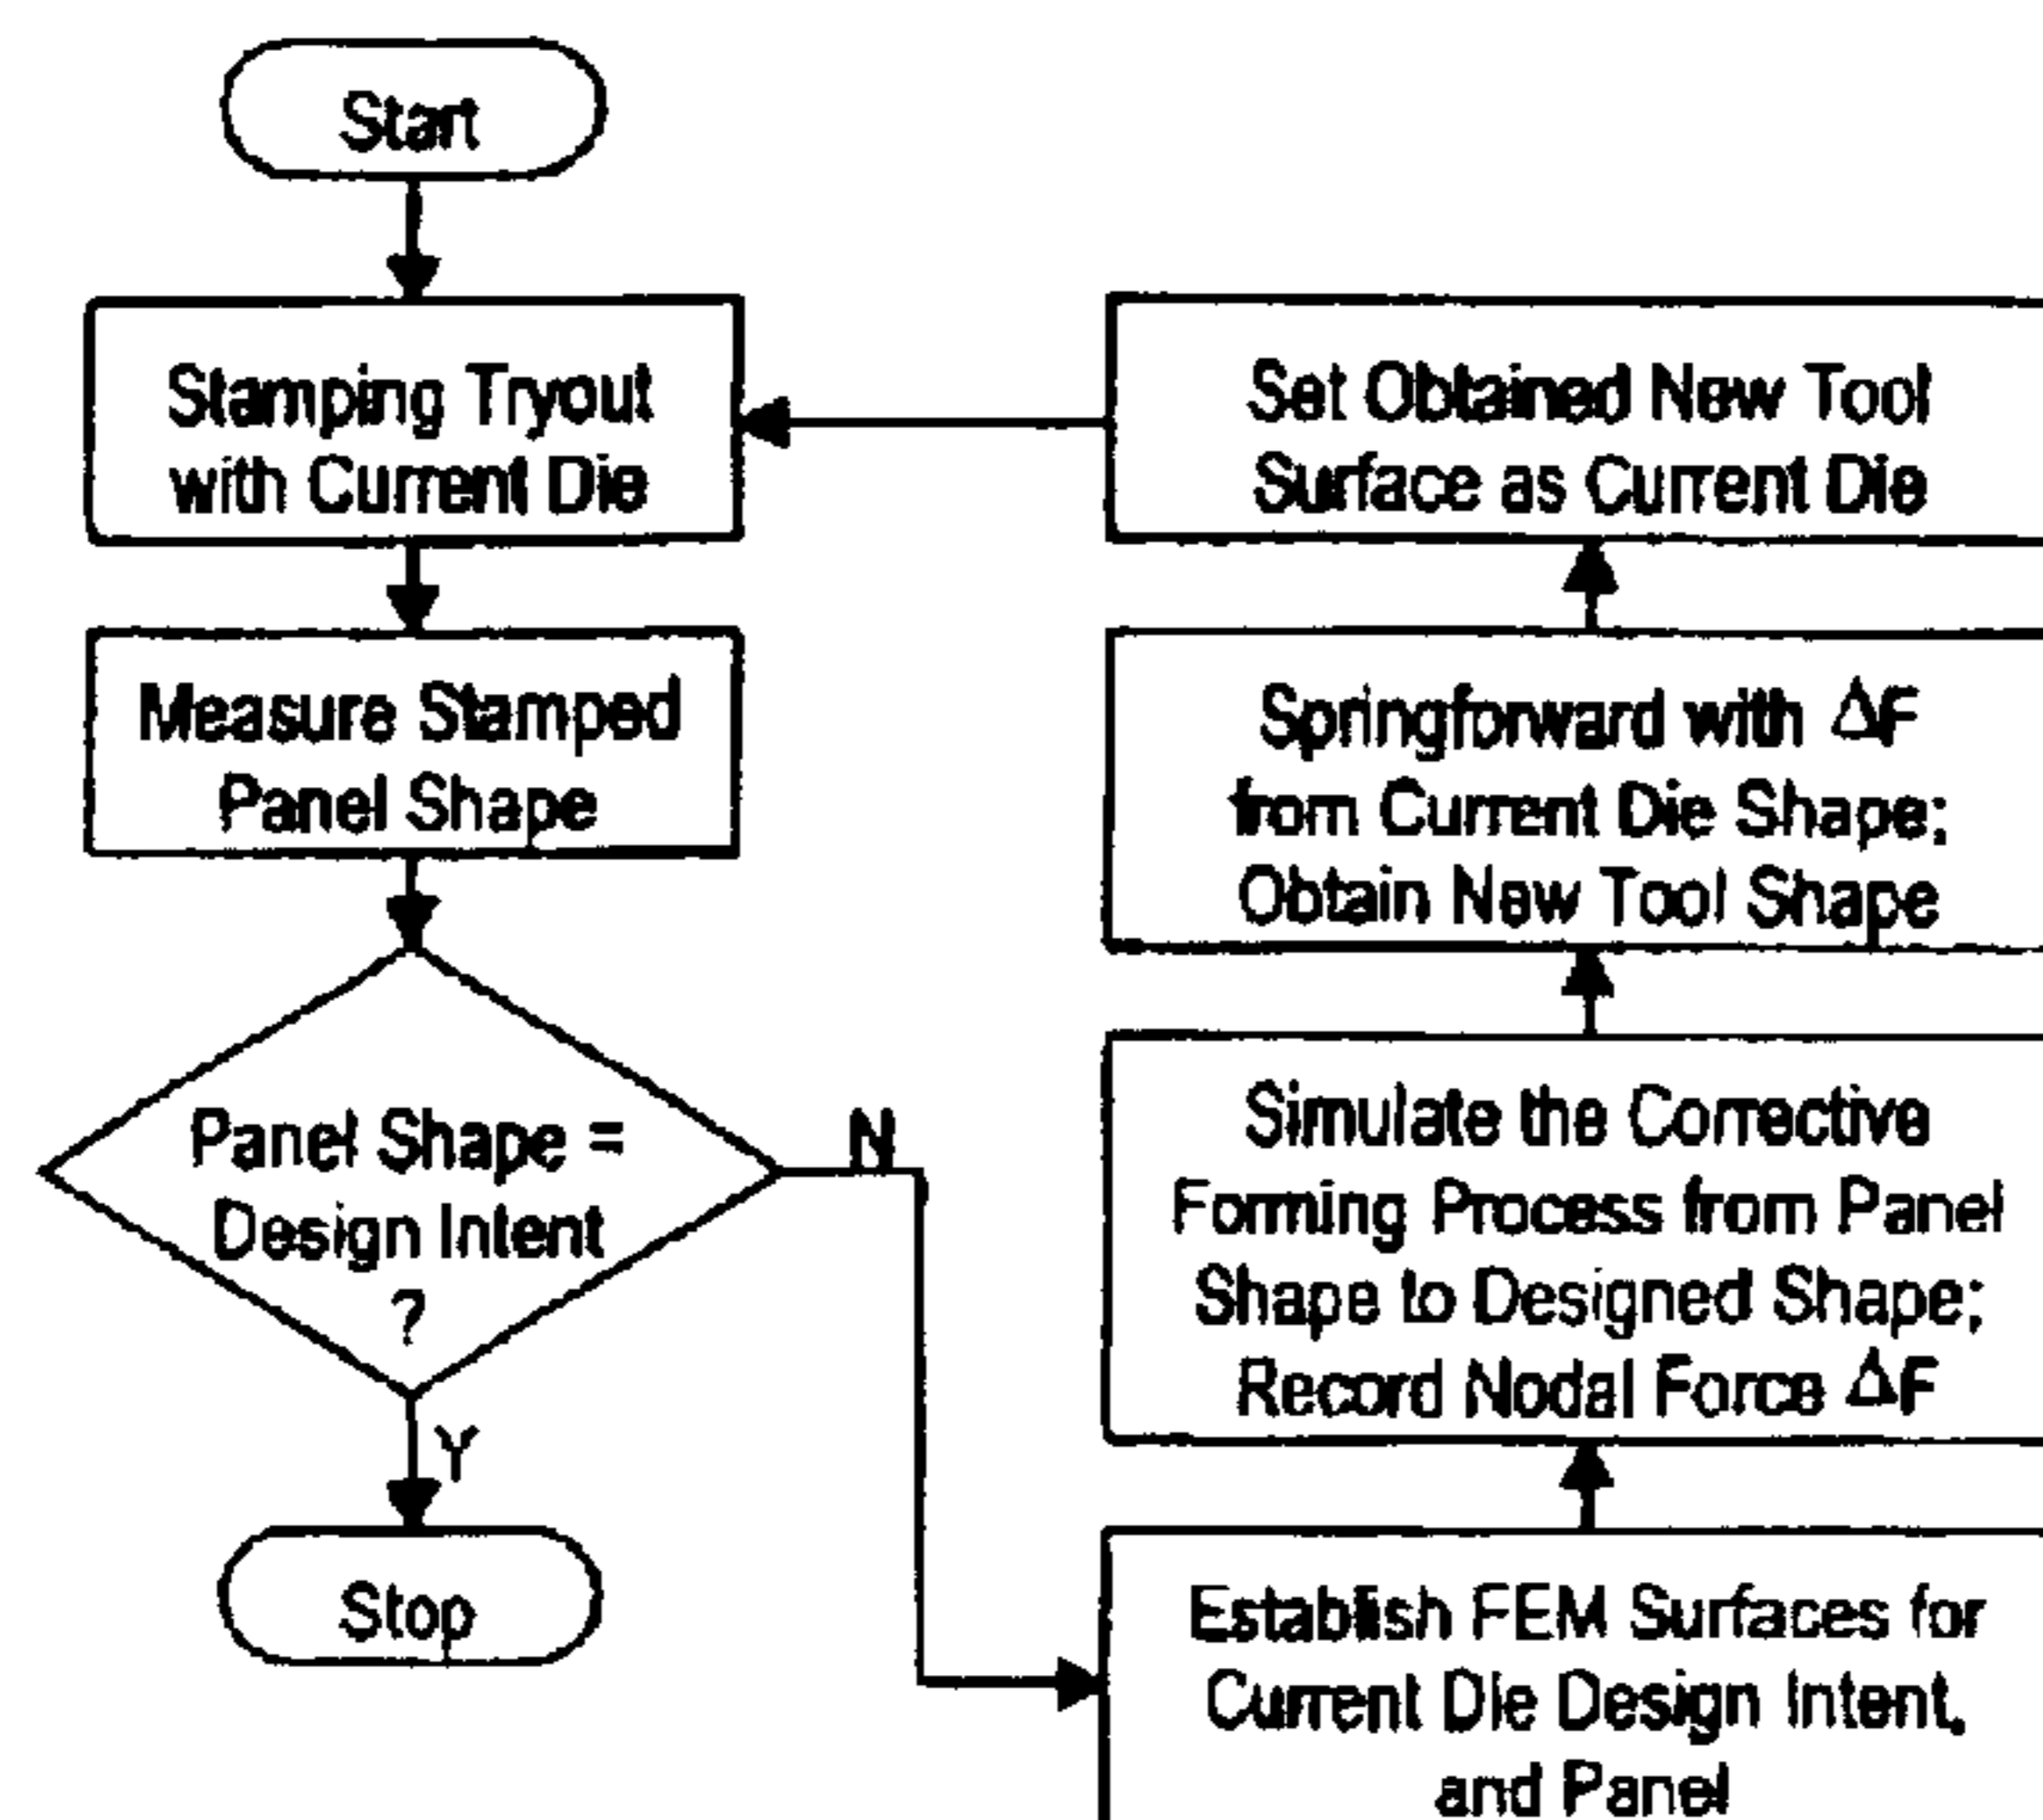 Start
Stamping Tryout
with Current Die
Measure Stamped
Panel Shape
Panel Shape =
Design Intent
?
N
Y
Stop
Set Obtained New Tool
Surface as Current Die
Springforward with ΔF
from Current Die Shape;
Obtain New Tool Shape
Simulate the Corrective
Forming Process from Panel
Shape to Designed Shape;
Record Nodal Force ΔF
Establish FEM Surfaces for
Current Die Design Intent,
and Panel